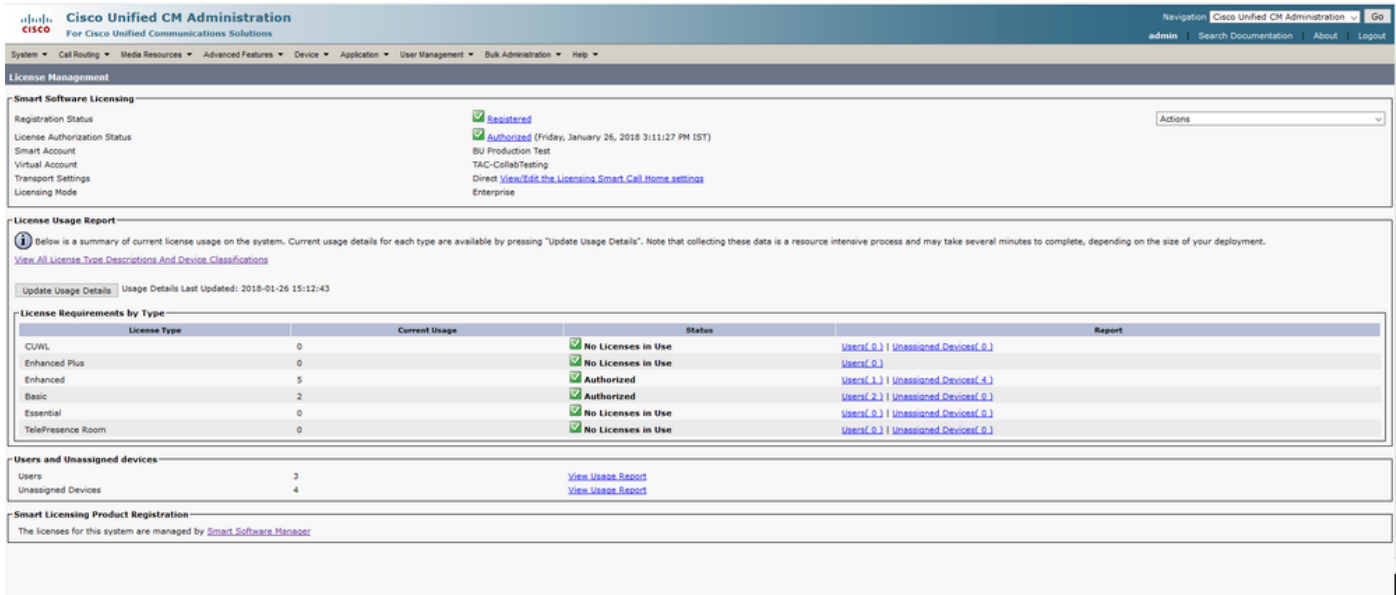 CISCO
Cisco Unified CM Administration
For Cisco Unified Communications Solutions
Navigation Cisco Unified CM Administration Go
admin | Search Documentation | About | Logout
System Call Routing Media Resources Advanced Features Device Application User Management Bulk Administration Help
License Management
Smart Software Licensing
Registration Status Registered Actions
License Authorization Status Authorized (Friday, January 26, 2018 3:11:27 PM IST)
Smart Account BU Production Test
Virtual Account TAC-CollabTesting
Transport Settings Direct View/Edit the Licensing Smart Call Home settings
Licensing Mode Enterprise
License Usage Report
Below is a summary of current license usage on the system. Current usage details for each type are available by pressing "Update Usage Details". Note that collecting these data is a resource intensive process and may take several minutes to complete, depending on the size of your deployment.
View All License Type Descriptions And Device Classifications
Update Usage Details Usage Details Last Updated: 2018-01-26 15:12:43
License Requirements by Type
License Type Current Usage Status Report
CUWL 0 No Licenses in Use Users( 0 ) | Unassigned Devices( 0 )
Enhanced Plus 0 No Licenses in Use Users( 0 )
Enhanced 5 Authorized Users( 1 ) | Unassigned Devices( 4 )
Basic 2 Authorized Users( 2 ) | Unassigned Devices( 0 )
Essential 0 No Licenses in Use Users( 0 ) | Unassigned Devices( 0 )
TelePresence Room 0 No Licenses in Use Users( 0 ) | Unassigned Devices( 0 )
Users and Unassigned devices
Users 3 View Usage Report
Unassigned Devices 4 View Usage Report
Smart Licensing Product Registration
The licenses for this system are managed by Smart Software Manager